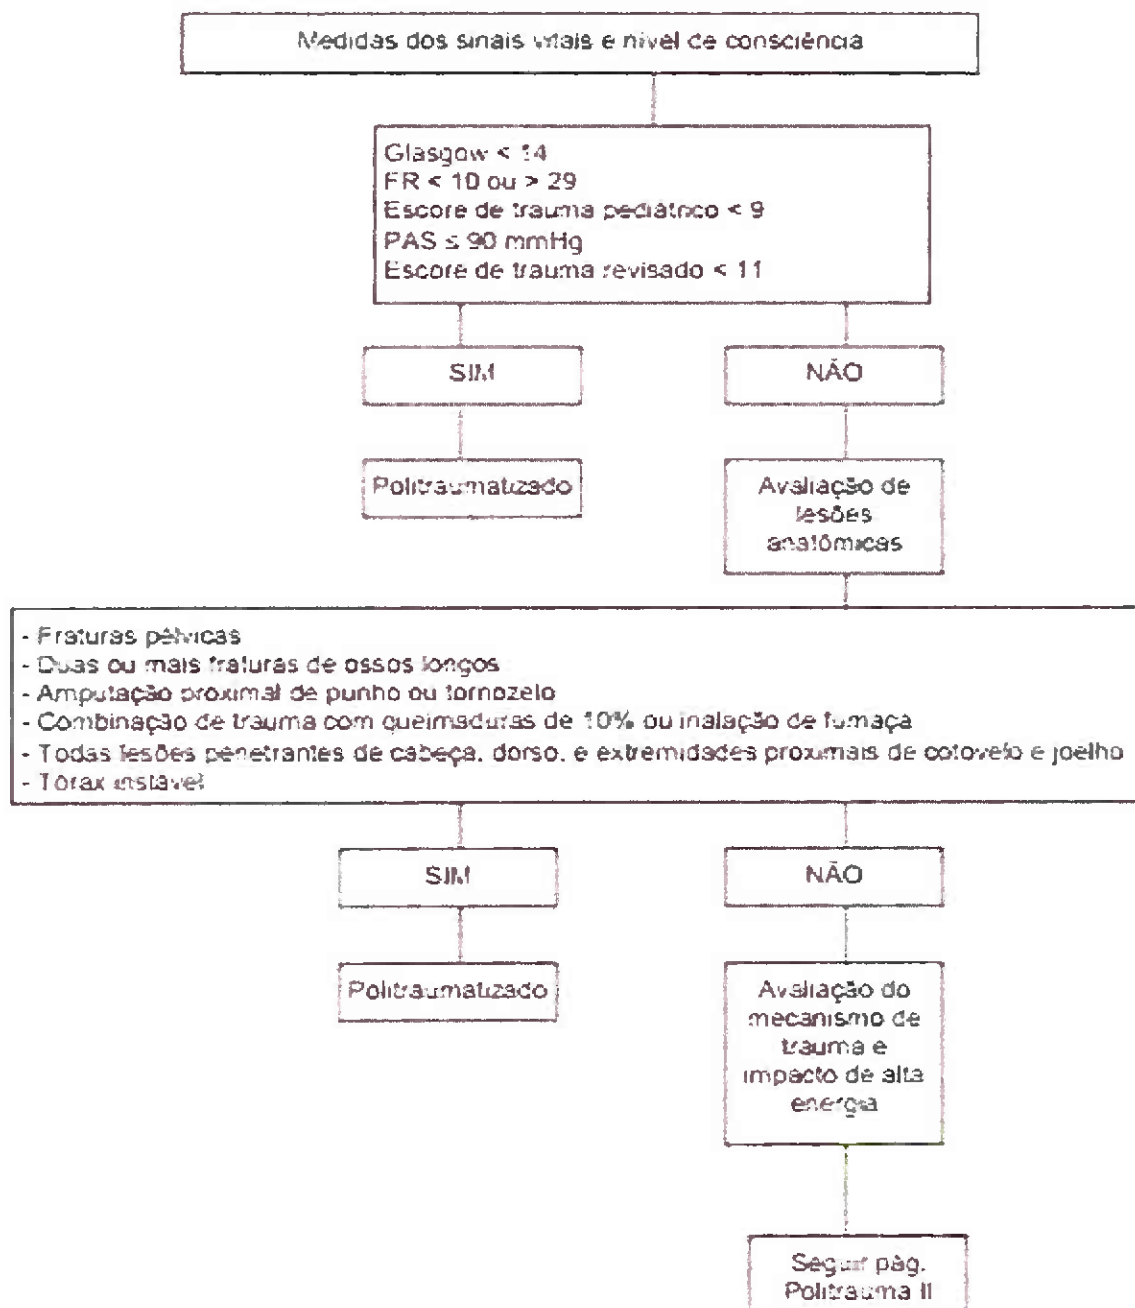 Medidas dos sinais vitais e nível de consciência
Glasgow < 14
FR < 10 ou > 29
Escore de trauma pediátrico < 9
PAS ≤ 90 mmHg
Escore de trauma revisado < 11
SIM
NÃO
Politraumatizado
Avaliação de
lesões
anatômicas
- Fraturas pélvicas
- Duas ou mais fraturas de ossos longos
- Amputação proximal de punho ou tornozelo
- Combinação de trauma com queimaduras de 10% ou inalação de fumaça
- Todas lesões penetrantes de cabeça, dorso, e extremidades proximais de cotovelo e joelho
- Tórax instável
SIM
NÃO
Politraumatizado
Avaliação do
mecanismo de
trauma e
impacto de alta
energia
Seguir pág.
Politrauma II